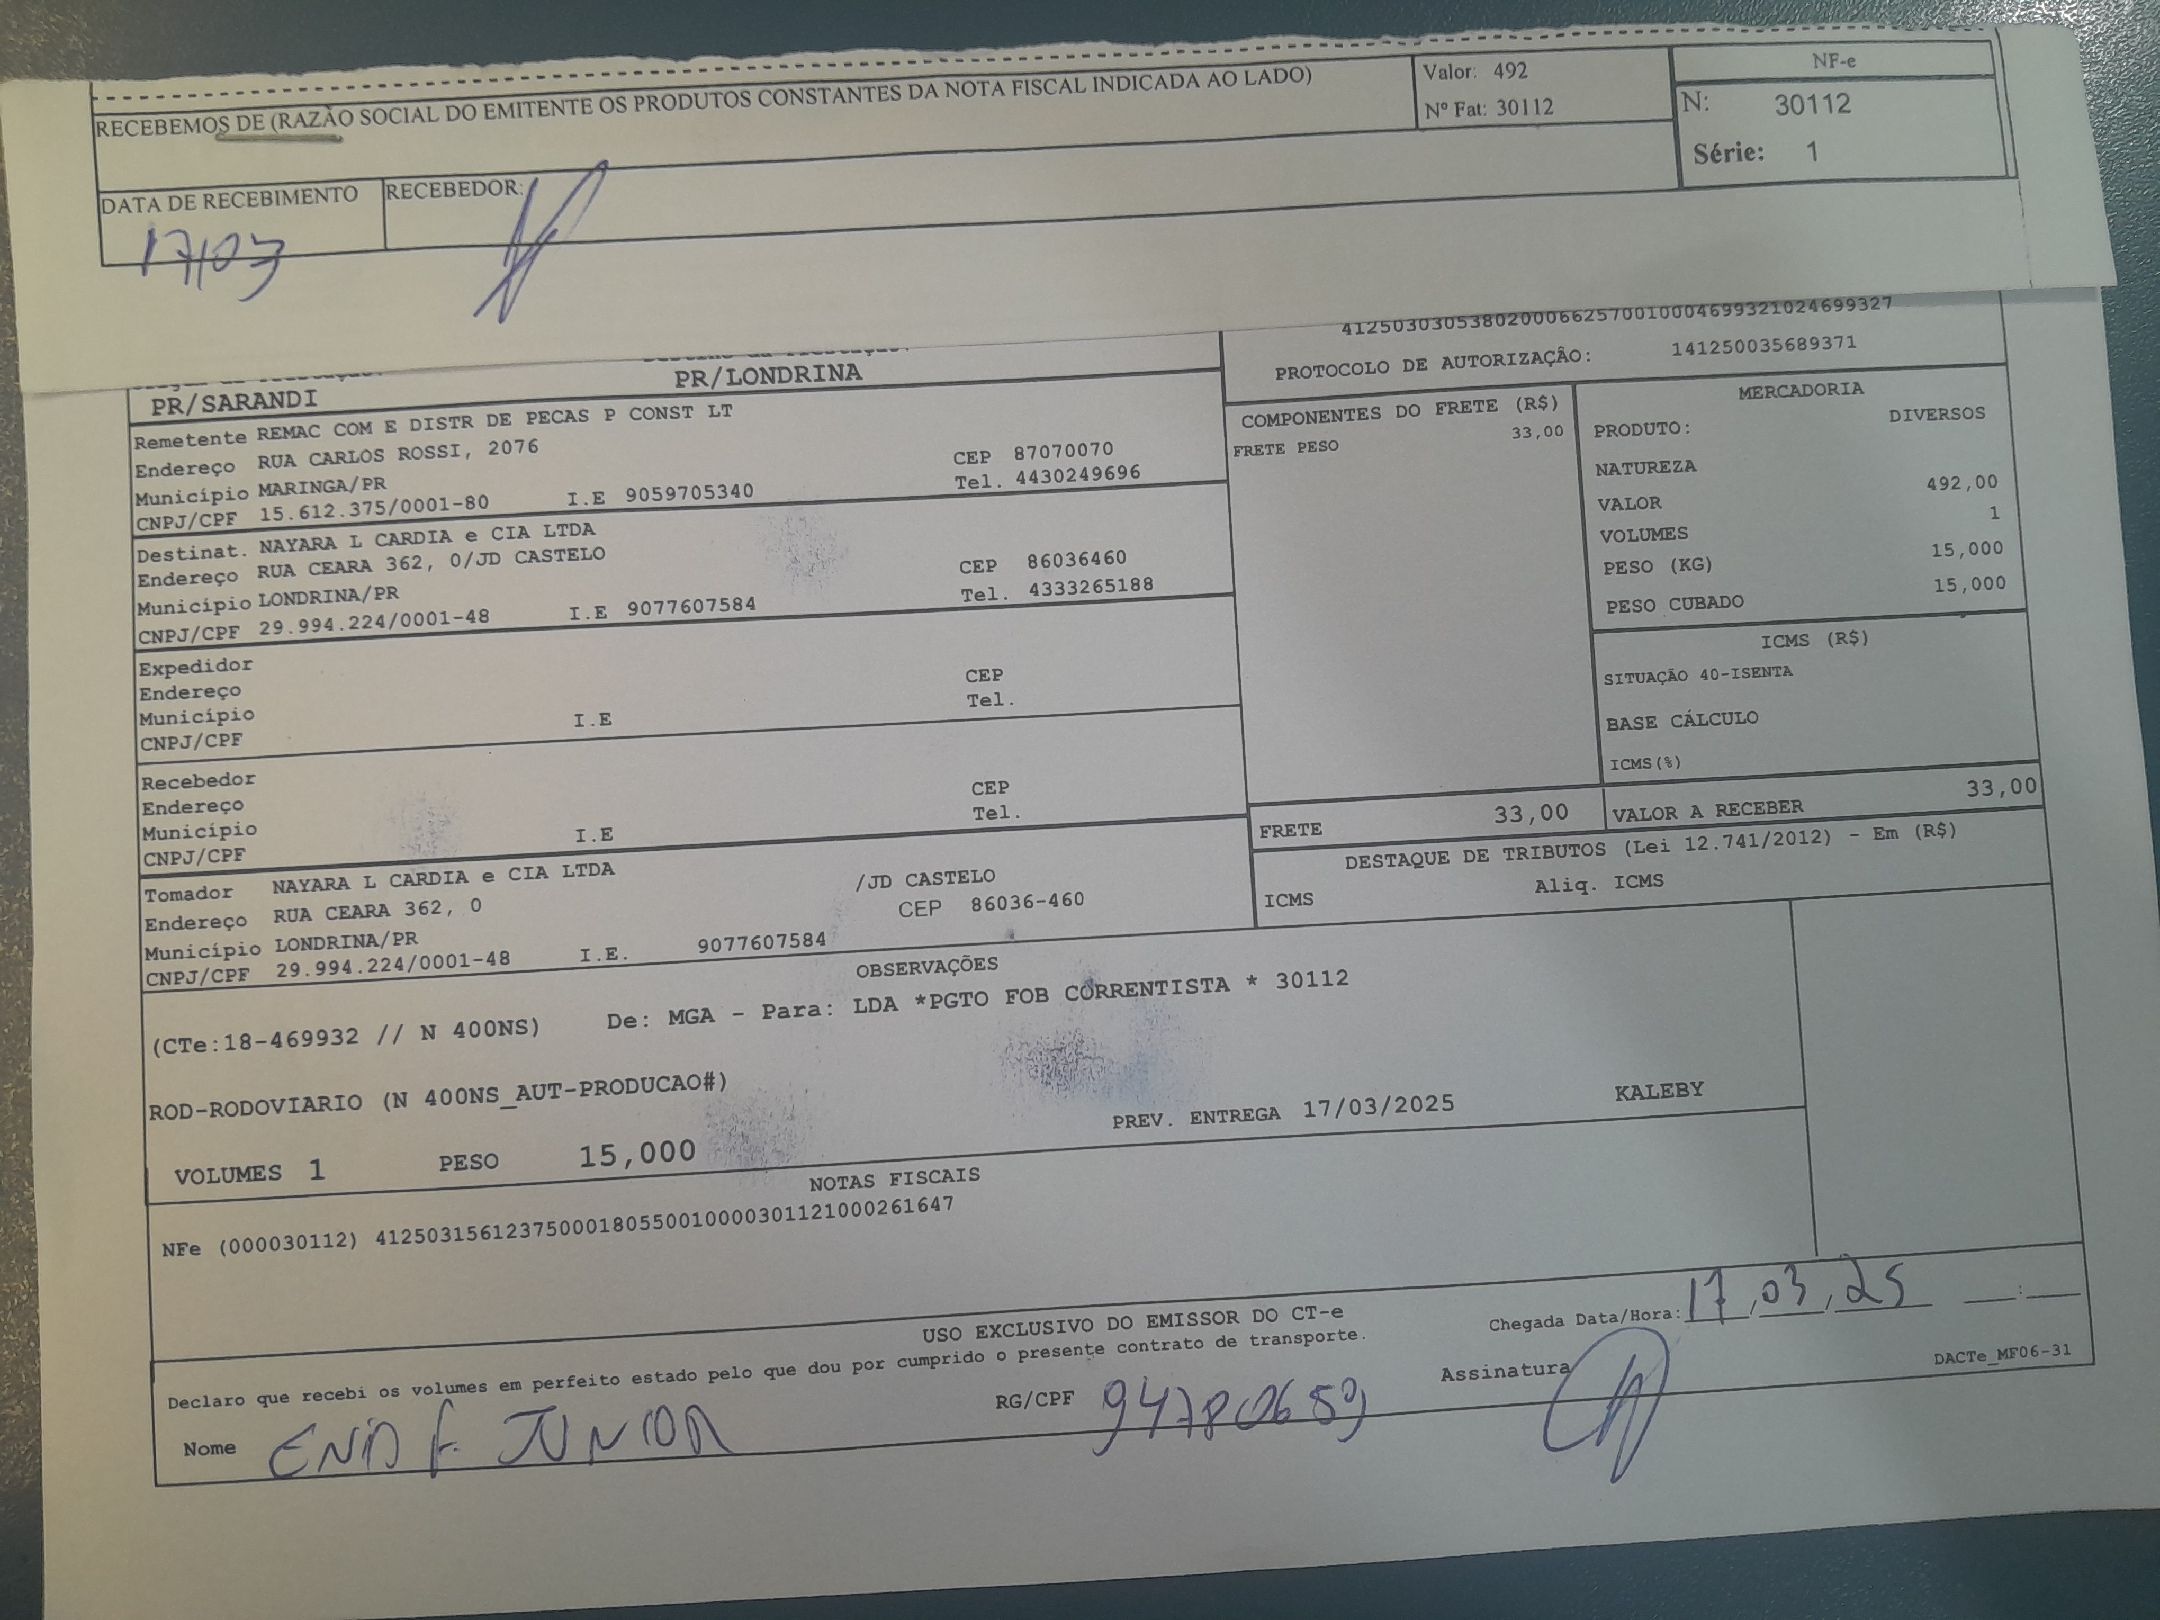 RECEBEMOS DE (RAZÃO SOCIAL DO EMITENTE OS PRODUTOS CONSTANTES DA NOTA FISCAL INDICADA AO LADO)
Valor: 492
Nº Fat: 30112
NF-e
N: 30112
Série: 1
DATA DE RECEBIMENTO
17/03
RECEBEDOR:
41250303053802000662570010004699321024699327
PROTOCOLO DE AUTORIZAÇÃO: 141250035689371
PR/SARANDI
PR/LONDRINA
Remetente REMAC COM E DISTR DE PECAS P CONST LT
Endereço RUA CARLOS ROSSI, 2076 CEP 87070070
Município MARINGA/PR Tel. 4430249696
CNPJ/CPF 15.612.375/0001-80 I.E 9059705340
Destinat. NAYARA L CARDIA e CIA LTDA
Endereço RUA CEARA 362, 0/JD CASTELO CEP 86036460
Município LONDRINA/PR Tel. 4333265188
CNPJ/CPF 29.994.224/0001-48 I.E 9077607584
Expedidor
Endereço CEP
Município Tel.
CNPJ/CPF I.E
Recebedor
Endereço CEP
Município Tel.
CNPJ/CPF I.E
Tomador NAYARA L CARDIA e CIA LTDA /JD CASTELO
Endereço RUA CEARA 362, 0 CEP 86036-460
Município LONDRINA/PR
CNPJ/CPF 29.994.224/0001-48 I.E. 9077607584
COMPONENTES DO FRETE (R$)
FRETE PESO 33,00
MERCADORIA
PRODUTO: DIVERSOS
NATUREZA
VALOR 492,00
VOLUMES 1
PESO (KG) 15,000
PESO CUBADO 15,000
ICMS (R$)
SITUAÇÃO 40-ISENTA
BASE CÁLCULO
ICMS(%)
FRETE 33,00
VALOR A RECEBER 33,00
DESTAQUE DE TRIBUTOS (Lei 12.741/2012) - Em (R$)
ICMS Aliq. ICMS
OBSERVAÇÕES
(CTe:18-469932 // N 400NS) De: MGA - Para: LDA *PGTO FOB CORRENTISTA * 30112
ROD-RODOVIARIO (N 400NS_AUT-PRODUCAO#)
PREV. ENTREGA 17/03/2025 KALEBY
VOLUMES 1 PESO 15,000
NOTAS FISCAIS
NFe (000030112) 41250315612375000180550010000301121000261647
USO EXCLUSIVO DO EMISSOR DO CT-e
Declaro que recebi os volumes em perfeito estado pelo que dou por cumprido o presente contrato de transporte.
Chegada Data/Hora: 17/03/25 __:__
Nome F. JUNIOR
RG/CPF 94780659
Assinatura
DACTe_MF06-31